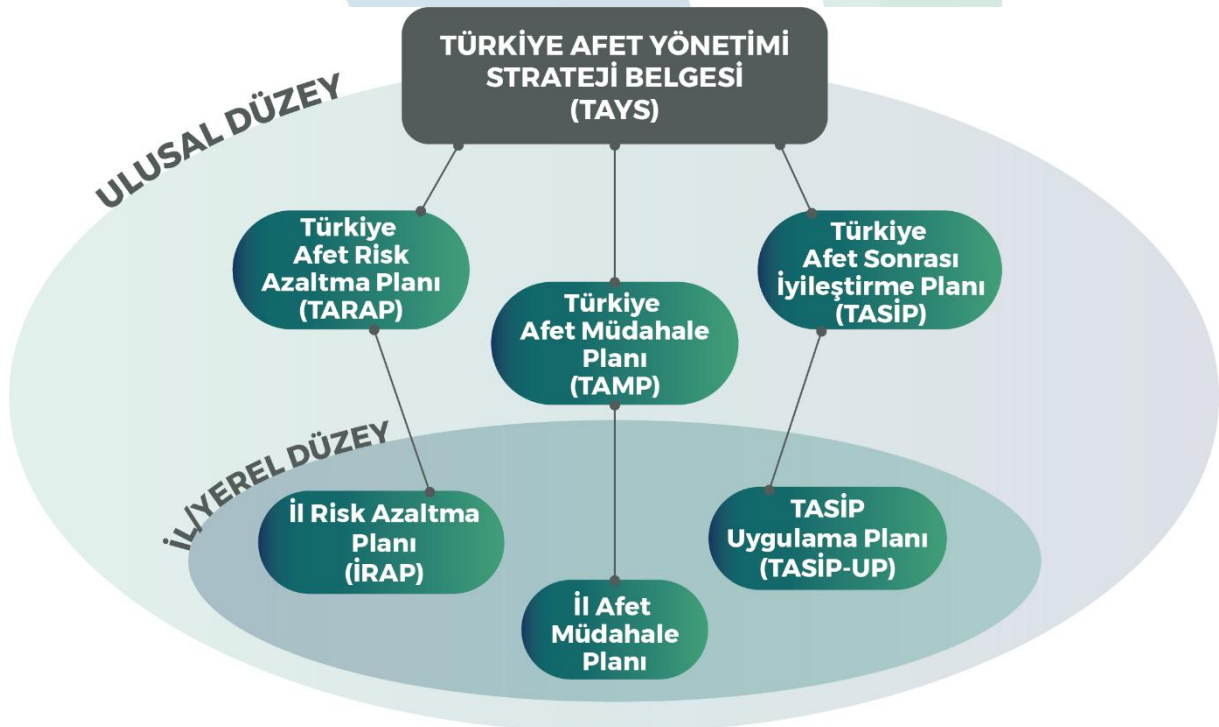 TÜRKİYE AFET YÖNETİMİ
STRATEJİ BELGESİ
(TAYS)
ULUSAL DÜZEY
Türkiye
Afet Risk
Azaltma Planı
(TARAP)
Türkiye
Afet Müdahale
Planı
(TAMP)
Türkiye
Afet Sonrası
İyileştirme Planı
(TASİP)
İL/YEREL DÜZEY
İl Risk Azaltma
Planı
(İRAP)
İl Afet
Müdahale
Planı
TASİP
Uygulama Planı
(TASİP-UP)